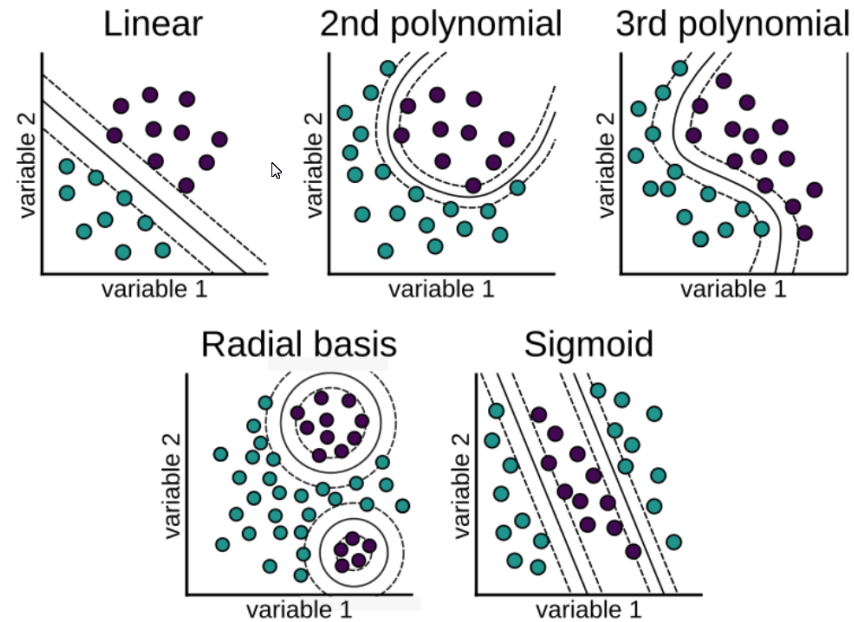 Linear
2nd polynomial
3rd polynomial
variable 2
variable 2
variable 2
variable 1
variable 1
variable 1
Radial basis
Sigmoid
variable 2
variable 2
variable 1
variable 1